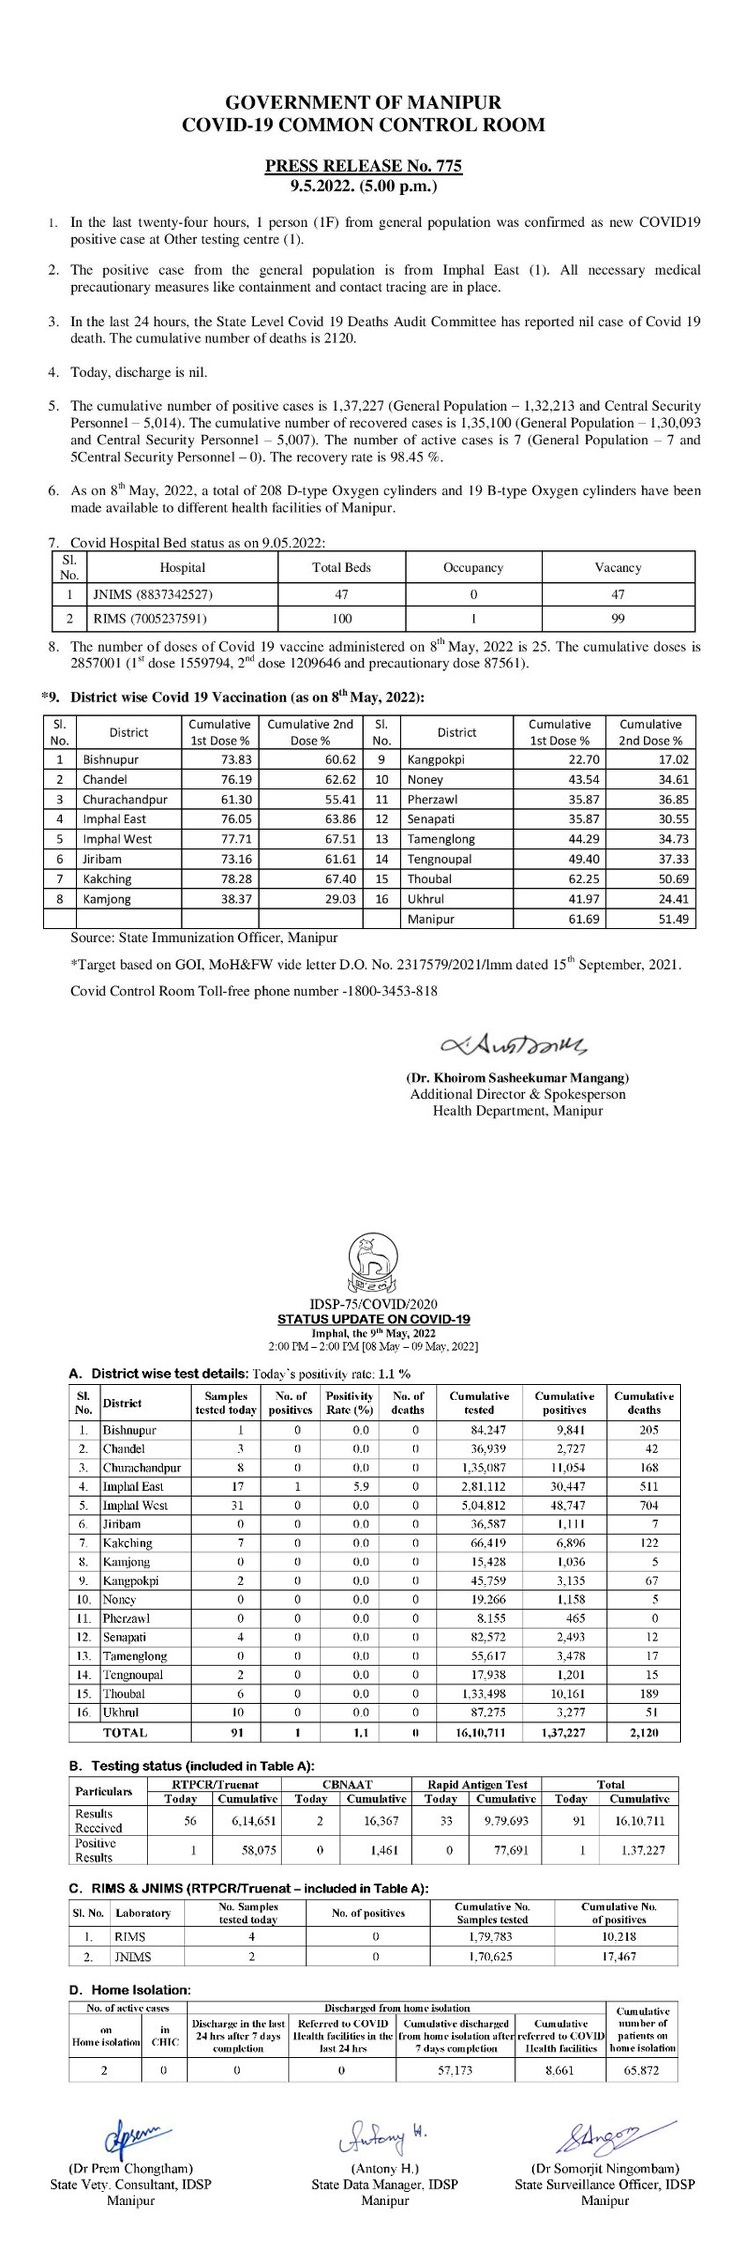 GOVERNMENT OF MANIPUR
COVID-19 COMMON CONTROL ROOM
PRESS RELEASE No. 775
9.5.2022. (5.00 p.m.)
1. In the last twenty-four hours, 1 person (1F) from general population was confirmed as new COVID19
positive case at Other testing centre (1).
2. The positive case from the general population is from Imphal East (1). All necessary medical
precautionary measures like containment and contact tracing are in place.
3. In the last 24 hours, the State Level Covid 19 Deaths Audit Committee has reported nil case of Covid 19
death. The cumulative number of deaths is 2120.
4. Today, discharge is nil.
5. The cumulative number of positive cases is 1,37,227 (General Population – 1,32,213 and Central Security
Personnel – 5,014). The cumulative number of recovered cases is 1,35,100 (General Population – 1,30,093
and Central Security Personnel – 5,007). The number of active cases is 7 (General Population – 7 and
5Central Security Personnel – 0). The recovery rate is 98.45 %.
6. As on 8th May, 2022, a total of 208 D-type Oxygen cylinders and 19 B-type Oxygen cylinders have been
made available to different health facilities of Manipur.
7. Covid Hospital Bed status as on 9.05.2022:
Sl. No. Hospital Total Beds Occupancy Vacancy
1 JNIMS (8837342527) 47 0 47
2 RIMS (7005237591) 100 1 99
8. The number of doses of Covid 19 vaccine administered on 8th May, 2022 is 25. The cumulative doses is
2857001 (1st dose 1559794, 2nd dose 1209646 and precautionary dose 87561).
*9. District wise Covid 19 Vaccination (as on 8th May, 2022):
Sl. No. District Cumulative 1st Dose % Cumulative 2nd Dose % Sl. No. District Cumulative 1st Dose % Cumulative 2nd Dose %
1 Bishnupur 73.83 60.62 9 Kangpokpi 22.70 17.02
2 Chandel 76.19 62.62 10 Noney 43.54 34.61
3 Churachandpur 61.30 55.41 11 Pherzawl 35.87 36.85
4 Imphal East 76.05 63.86 12 Senapati 35.87 30.55
5 Imphal West 77.71 67.51 13 Tamenglong 44.29 34.73
6 Jiribam 73.16 61.61 14 Tengnoupal 49.40 37.33
7 Kakching 78.28 67.40 15 Thoubal 62.25 50.69
8 Kamjong 38.37 29.03 16 Ukhrul 41.97 24.41
Manipur 61.69 51.49
Source: State Immunization Officer, Manipur
*Target based on GOI, MoH&FW vide letter D.O. No. 2317579/2021/Imm dated 15th September, 2021.
Covid Control Room Toll-free phone number -1800-3453-818
(Dr. Khoirom Sasheekumar Mangang)
Additional Director & Spokesperson
Health Department, Manipur
IDSP-75/COVID/2020
STATUS UPDATE ON COVID-19
Imphal, the 9th May, 2022
2:00 PM – 2:00 PM [08 May – 09 May, 2022]
A. District wise test details: Today's positivity rate: 1.1 %
Sl. No. District Samples tested today No. of positives Positivity Rate (%) No. of deaths Cumulative tested Cumulative positives Cumulative deaths
1. Bishnupur 1 0 0.0 0 84,247 9,841 205
2. Chandel 3 0 0.0 0 36,939 2,727 42
3. Churachandpur 8 0 0.0 0 1,35,087 11,054 168
4. Imphal East 17 1 5.9 0 2,81,112 30,447 511
5. Imphal West 31 0 0.0 0 5,04,812 48,747 704
6. Jiribam 0 0 0.0 0 36,587 1,111 7
7. Kakching 7 0 0.0 0 66,419 6,896 122
8. Kamjong 0 0 0.0 0 15,428 1,036 5
9. Kangpokpi 2 0 0.0 0 45,759 3,135 67
10. Noney 0 0 0.0 0 19,266 1,158 5
11. Pherzawl 0 0 0.0 0 8,155 465 0
12. Senapati 4 0 0.0 0 82,572 2,493 12
13. Tamenglong 0 0 0.0 0 55,617 3,478 17
14. Tengnoupal 2 0 0.0 0 17,938 1,201 15
15. Thoubal 6 0 0.0 0 1,33,498 10,161 189
16. Ukhrul 10 0 0.0 0 87,275 3,277 51
TOTAL 91 1 1.1 0 16,10,711 1,37,227 2,120
B. Testing status (included in Table A):
Particulars RTPCR/Truenat CBNAAT Rapid Antigen Test Total
Today Cumulative Today Cumulative Today Cumulative Today Cumulative
Results Received 56 6,14,651 2 16,367 33 9,79,693 91 16,10,711
Positive Results 1 58,075 0 1,461 0 77,691 1 1,37,227
C. RIMS & JNIMS (RTPCR/Truenat – included in Table A):
Sl. No. Laboratory No. Samples tested today No. of positives Cumulative No. Samples tested Cumulative No. of positives
1. RIMS 4 0 1,79,783 10,218
2. JNIMS 2 0 1,70,625 17,467
D. Home Isolation:
No. of active cases Discharged from home isolation Cumulative number of patients on home isolation
on Home isolation in CHIC Discharge in the last 24 hrs after 7 days completion Referred to COVID Health facilities in the last 24 hrs Cumulative discharged from home isolation after 7 days completion Cumulative referred to COVID Health facilities
2 0 0 0 57,173 8,661 65,872
Antony H.
(Dr Prem Chongtham) (Antony H.) (Dr Somorjit Ningombam)
State Vety. Consultant, IDSP State Data Manager, IDSP State Surveillance Officer, IDSP
Manipur Manipur Manipur